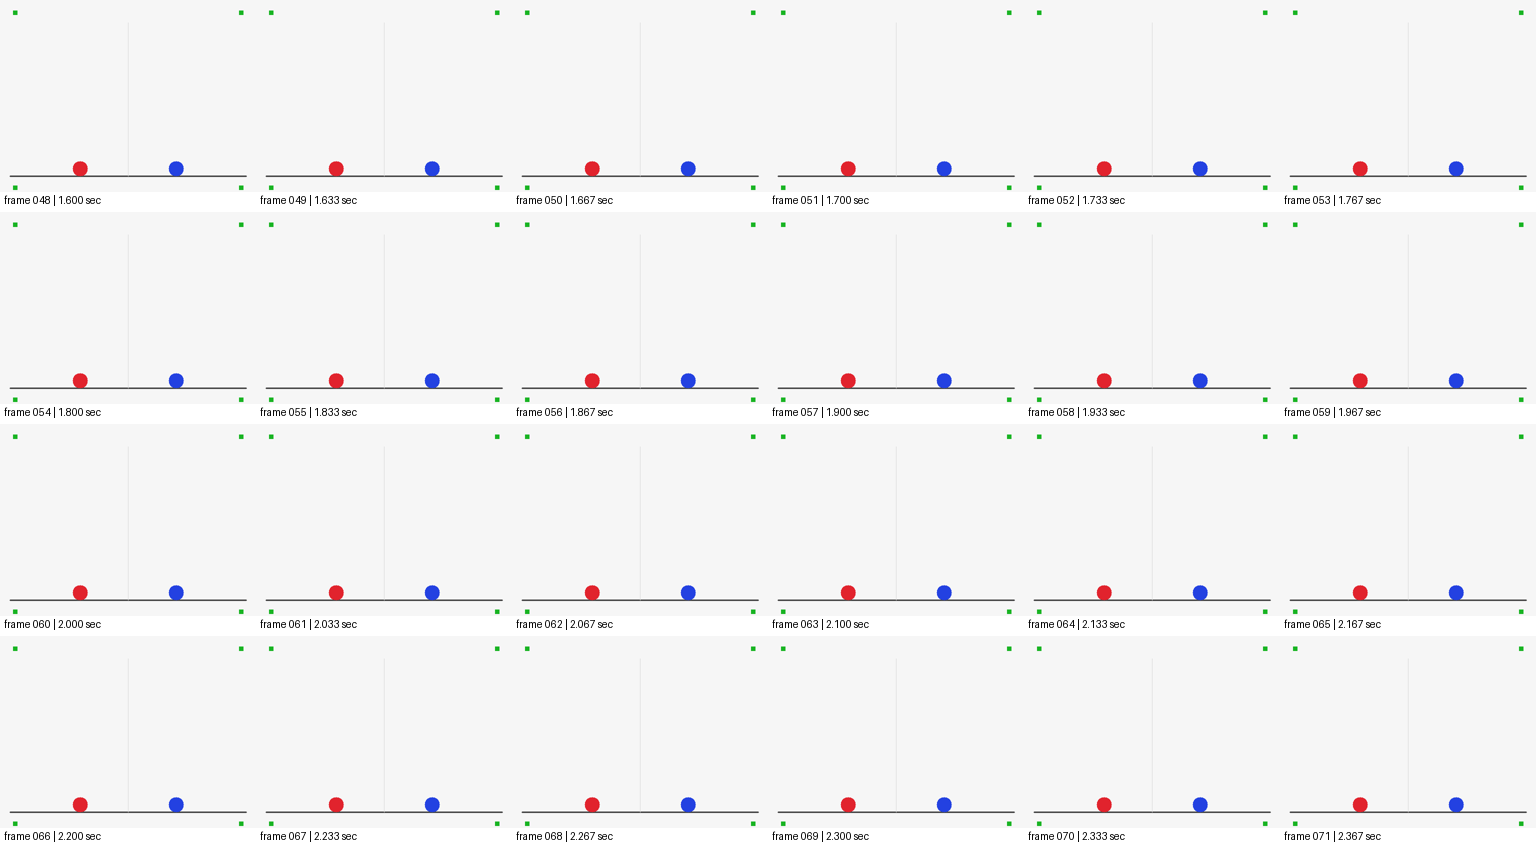 frame 048 | 1.600 sec
frame 049 | 1.633 sec
frame 050 | 1.667 sec
frame 051 | 1.700 sec
frame 052 | 1.733 sec
frame 053 | 1.767 sec
frame 054 | 1.800 sec
frame 055 | 1.833 sec
frame 056 | 1.867 sec
frame 057 | 1.900 sec
frame 058 | 1.933 sec
frame 059 | 1.967 sec
frame 060 | 2.000 sec
frame 061 | 2.033 sec
frame 062 | 2.067 sec
frame 063 | 2.100 sec
frame 064 | 2.133 sec
frame 065 | 2.167 sec
frame 066 | 2.200 sec
frame 067 | 2.233 sec
frame 068 | 2.267 sec
frame 069 | 2.300 sec
frame 070 | 2.333 sec
frame 071 | 2.367 sec